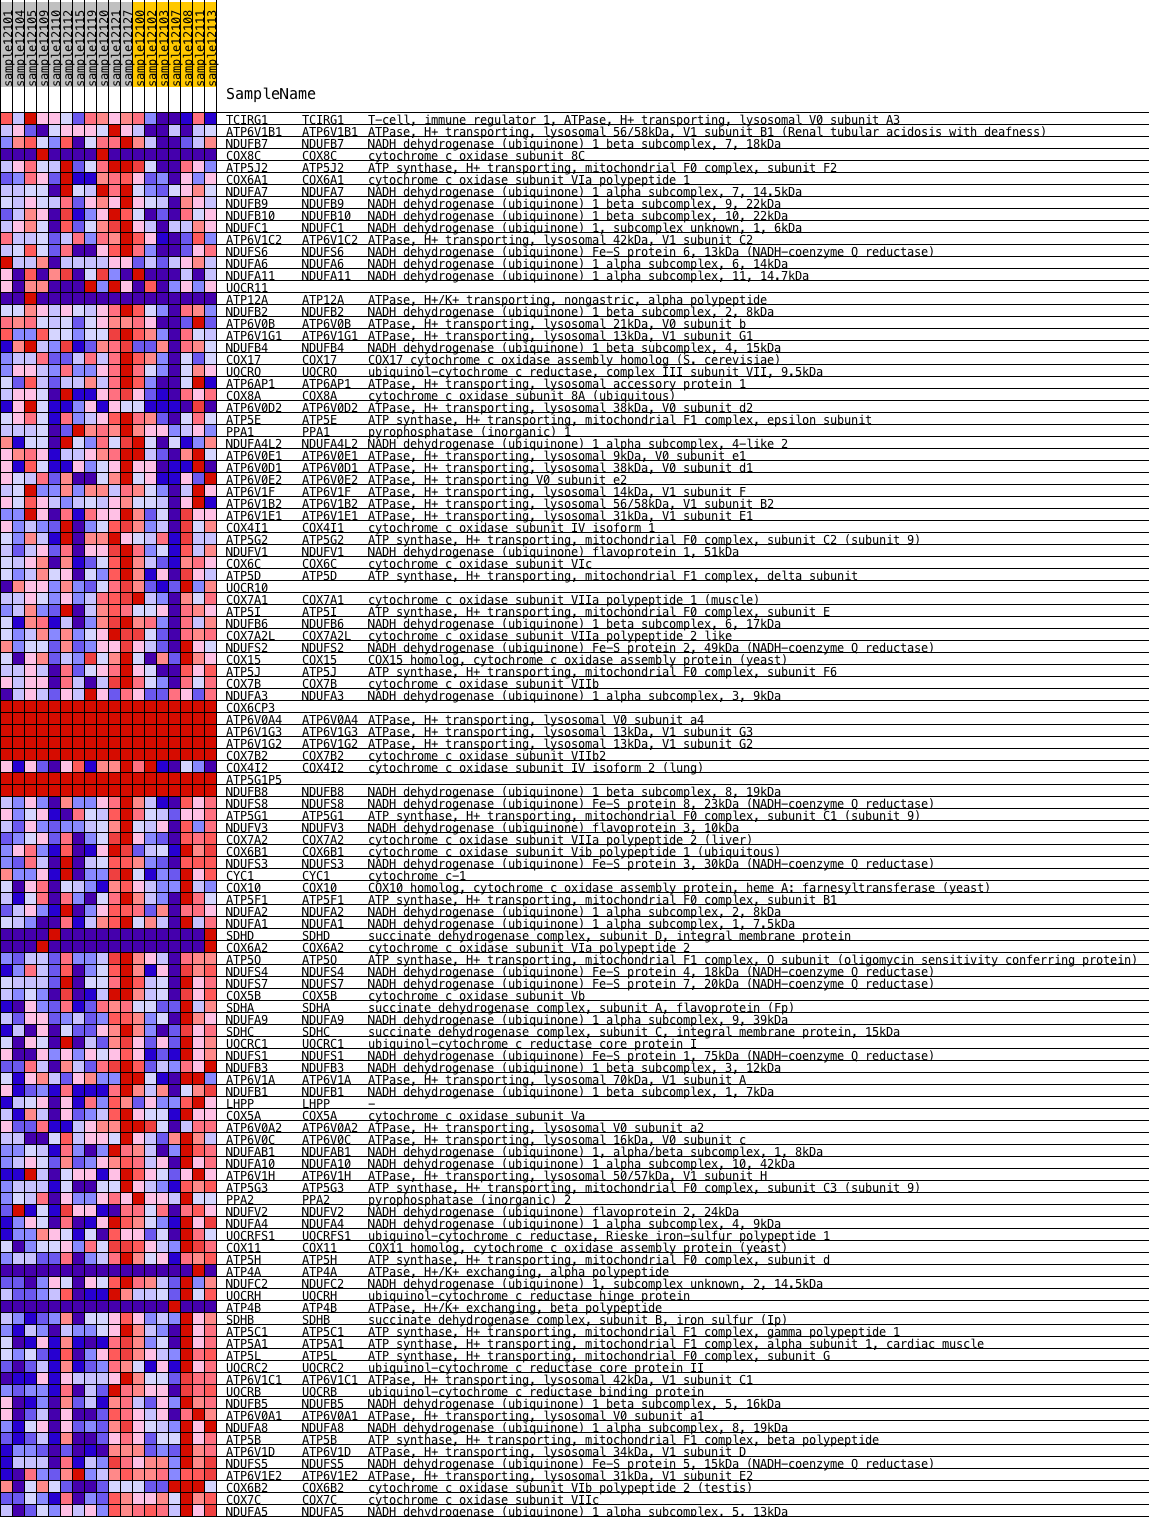 sample12101
sample12104
sample12105
sample12109
sample12110
sample12112
sample12115
sample12119
sample12120
sample12121
sample12127
sample12100
sample12102
sample12103
sample12107
sample12108
sample12111
sample12113
SampleName
TCIRG1 TCIRG1 T-cell, immune regulator 1, ATPase, H+ transporting, lysosomal V0 subunit A3
ATP6V1B1 ATP6V1B1 ATPase, H+ transporting, lysosomal 56/58kDa, V1 subunit B1 (Renal tubular acidosis with deafness)
NDUFB7 NDUFB7 NADH dehydrogenase (ubiquinone) 1 beta subcomplex, 7, 18kDa
COX8C COX8C cytochrome c oxidase subunit 8C
ATP5J2 ATP5J2 ATP synthase, H+ transporting, mitochondrial F0 complex, subunit F2
COX6A1 COX6A1 cytochrome c oxidase subunit VIa polypeptide 1
NDUFA7 NDUFA7 NADH dehydrogenase (ubiquinone) 1 alpha subcomplex, 7, 14.5kDa
NDUFB9 NDUFB9 NADH dehydrogenase (ubiquinone) 1 beta subcomplex, 9, 22kDa
NDUFB10 NDUFB10 NADH dehydrogenase (ubiquinone) 1 beta subcomplex, 10, 22kDa
NDUFC1 NDUFC1 NADH dehydrogenase (ubiquinone) 1, subcomplex unknown, 1, 6kDa
ATP6V1C2 ATP6V1C2 ATPase, H+ transporting, lysosomal 42kDa, V1 subunit C2
NDUFS6 NDUFS6 NADH dehydrogenase (ubiquinone) Fe-S protein 6, 13kDa (NADH-coenzyme Q reductase)
NDUFA6 NDUFA6 NADH dehydrogenase (ubiquinone) 1 alpha subcomplex, 6, 14kDa
NDUFA11 NDUFA11 NADH dehydrogenase (ubiquinone) 1 alpha subcomplex, 11, 14.7kDa
UQCR11
ATP12A ATP12A ATPase, H+/K+ transporting, nongastric, alpha polypeptide
NDUFB2 NDUFB2 NADH dehydrogenase (ubiquinone) 1 beta subcomplex, 2, 8kDa
ATP6V0B ATP6V0B ATPase, H+ transporting, lysosomal 21kDa, V0 subunit b
ATP6V1G1 ATP6V1G1 ATPase, H+ transporting, lysosomal 13kDa, V1 subunit G1
NDUFB4 NDUFB4 NADH dehydrogenase (ubiquinone) 1 beta subcomplex, 4, 15kDa
COX17 COX17 COX17 cytochrome c oxidase assembly homolog (S. cerevisiae)
UQCRQ UQCRQ ubiquinol-cytochrome c reductase, complex III subunit VII, 9.5kDa
ATP6AP1 ATP6AP1 ATPase, H+ transporting, lysosomal accessory protein 1
COX8A COX8A cytochrome c oxidase subunit 8A (ubiquitous)
ATP6V0D2 ATP6V0D2 ATPase, H+ transporting, lysosomal 38kDa, V0 subunit d2
ATP5E ATP5E ATP synthase, H+ transporting, mitochondrial F1 complex, epsilon subunit
PPA1 PPA1 pyrophosphatase (inorganic) 1
NDUFA4L2 NDUFA4L2 NADH dehydrogenase (ubiquinone) 1 alpha subcomplex, 4-like 2
ATP6V0E1 ATP6V0E1 ATPase, H+ transporting, lysosomal 9kDa, V0 subunit e1
ATP6V0D1 ATP6V0D1 ATPase, H+ transporting, lysosomal 38kDa, V0 subunit d1
ATP6V0E2 ATP6V0E2 ATPase, H+ transporting V0 subunit e2
ATP6V1F ATP6V1F ATPase, H+ transporting, lysosomal 14kDa, V1 subunit F
ATP6V1B2 ATP6V1B2 ATPase, H+ transporting, lysosomal 56/58kDa, V1 subunit B2
ATP6V1E1 ATP6V1E1 ATPase, H+ transporting, lysosomal 31kDa, V1 subunit E1
COX4I1 COX4I1 cytochrome c oxidase subunit IV isoform 1
ATP5G2 ATP5G2 ATP synthase, H+ transporting, mitochondrial F0 complex, subunit C2 (subunit 9)
NDUFV1 NDUFV1 NADH dehydrogenase (ubiquinone) flavoprotein 1, 51kDa
COX6C COX6C cytochrome c oxidase subunit VIc
ATP5D ATP5D ATP synthase, H+ transporting, mitochondrial F1 complex, delta subunit
UQCR10
COX7A1 COX7A1 cytochrome c oxidase subunit VIIa polypeptide 1 (muscle)
ATP5I ATP5I ATP synthase, H+ transporting, mitochondrial F0 complex, subunit E
NDUFB6 NDUFB6 NADH dehydrogenase (ubiquinone) 1 beta subcomplex, 6, 17kDa
COX7A2L COX7A2L cytochrome c oxidase subunit VIIa polypeptide 2 like
NDUFS2 NDUFS2 NADH dehydrogenase (ubiquinone) Fe-S protein 2, 49kDa (NADH-coenzyme Q reductase)
COX15 COX15 COX15 homolog, cytochrome c oxidase assembly protein (yeast)
ATP5J ATP5J ATP synthase, H+ transporting, mitochondrial F0 complex, subunit F6
COX7B COX7B cytochrome c oxidase subunit VIIb
NDUFA3 NDUFA3 NADH dehydrogenase (ubiquinone) 1 alpha subcomplex, 3, 9kDa
COX6CP3
ATP6V0A4 ATP6V0A4 ATPase, H+ transporting, lysosomal V0 subunit a4
ATP6V1G3 ATP6V1G3 ATPase, H+ transporting, lysosomal 13kDa, V1 subunit G3
ATP6V1G2 ATP6V1G2 ATPase, H+ transporting, lysosomal 13kDa, V1 subunit G2
COX7B2 COX7B2 cytochrome c oxidase subunit VIIb2
COX4I2 COX4I2 cytochrome c oxidase subunit IV isoform 2 (lung)
ATP5G1P5
NDUFB8 NDUFB8 NADH dehydrogenase (ubiquinone) 1 beta subcomplex, 8, 19kDa
NDUFS8 NDUFS8 NADH dehydrogenase (ubiquinone) Fe-S protein 8, 23kDa (NADH-coenzyme Q reductase)
ATP5G1 ATP5G1 ATP synthase, H+ transporting, mitochondrial F0 complex, subunit C1 (subunit 9)
NDUFV3 NDUFV3 NADH dehydrogenase (ubiquinone) flavoprotein 3, 10kDa
COX7A2 COX7A2 cytochrome c oxidase subunit VIIa polypeptide 2 (liver)
COX6B1 COX6B1 cytochrome c oxidase subunit Vib polypeptide 1 (ubiquitous)
NDUFS3 NDUFS3 NADH dehydrogenase (ubiquinone) Fe-S protein 3, 30kDa (NADH-coenzyme Q reductase)
CYC1 CYC1 cytochrome c-1
COX10 COX10 COX10 homolog, cytochrome c oxidase assembly protein, heme A: farnesyltransferase (yeast)
ATP5F1 ATP5F1 ATP synthase, H+ transporting, mitochondrial F0 complex, subunit B1
NDUFA2 NDUFA2 NADH dehydrogenase (ubiquinone) 1 alpha subcomplex, 2, 8kDa
NDUFA1 NDUFA1 NADH dehydrogenase (ubiquinone) 1 alpha subcomplex, 1, 7.5kDa
SDHD SDHD succinate dehydrogenase complex, subunit D, integral membrane protein
COX6A2 COX6A2 cytochrome c oxidase subunit VIa polypeptide 2
ATP5O ATP5O ATP synthase, H+ transporting, mitochondrial F1 complex, O subunit (oligomycin sensitivity conferring protein)
NDUFS4 NDUFS4 NADH dehydrogenase (ubiquinone) Fe-S protein 4, 18kDa (NADH-coenzyme Q reductase)
NDUFS7 NDUFS7 NADH dehydrogenase (ubiquinone) Fe-S protein 7, 20kDa (NADH-coenzyme Q reductase)
COX5B COX5B cytochrome c oxidase subunit Vb
SDHA SDHA succinate dehydrogenase complex, subunit A, flavoprotein (Fp)
NDUFA9 NDUFA9 NADH dehydrogenase (ubiquinone) 1 alpha subcomplex, 9, 39kDa
SDHC SDHC succinate dehydrogenase complex, subunit C, integral membrane protein, 15kDa
UQCRC1 UQCRC1 ubiquinol-cytochrome c reductase core protein I
NDUFS1 NDUFS1 NADH dehydrogenase (ubiquinone) Fe-S protein 1, 75kDa (NADH-coenzyme Q reductase)
NDUFB3 NDUFB3 NADH dehydrogenase (ubiquinone) 1 beta subcomplex, 3, 12kDa
ATP6V1A ATP6V1A ATPase, H+ transporting, lysosomal 70kDa, V1 subunit A
NDUFB1 NDUFB1 NADH dehydrogenase (ubiquinone) 1 beta subcomplex, 1, 7kDa
LHPP LHPP -
COX5A COX5A cytochrome c oxidase subunit Va
ATP6V0A2 ATP6V0A2 ATPase, H+ transporting, lysosomal V0 subunit a2
ATP6V0C ATP6V0C ATPase, H+ transporting, lysosomal 16kDa, V0 subunit c
NDUFAB1 NDUFAB1 NADH dehydrogenase (ubiquinone) 1, alpha/beta subcomplex, 1, 8kDa
NDUFA10 NDUFA10 NADH dehydrogenase (ubiquinone) 1 alpha subcomplex, 10, 42kDa
ATP6V1H ATP6V1H ATPase, H+ transporting, lysosomal 50/57kDa, V1 subunit H
ATP5G3 ATP5G3 ATP synthase, H+ transporting, mitochondrial F0 complex, subunit C3 (subunit 9)
PPA2 PPA2 pyrophosphatase (inorganic) 2
NDUFV2 NDUFV2 NADH dehydrogenase (ubiquinone) flavoprotein 2, 24kDa
NDUFA4 NDUFA4 NADH dehydrogenase (ubiquinone) 1 alpha subcomplex, 4, 9kDa
UQCRFS1 UQCRFS1 ubiquinol-cytochrome c reductase, Rieske iron-sulfur polypeptide 1
COX11 COX11 COX11 homolog, cytochrome c oxidase assembly protein (yeast)
ATP5H ATP5H ATP synthase, H+ transporting, mitochondrial F0 complex, subunit d
ATP4A ATP4A ATPase, H+/K+ exchanging, alpha polypeptide
NDUFC2 NDUFC2 NADH dehydrogenase (ubiquinone) 1, subcomplex unknown, 2, 14.5kDa
UQCRH UQCRH ubiquinol-cytochrome c reductase hinge protein
ATP4B ATP4B ATPase, H+/K+ exchanging, beta polypeptide
SDHB SDHB succinate dehydrogenase complex, subunit B, iron sulfur (Ip)
ATP5C1 ATP5C1 ATP synthase, H+ transporting, mitochondrial F1 complex, gamma polypeptide 1
ATP5A1 ATP5A1 ATP synthase, H+ transporting, mitochondrial F1 complex, alpha subunit 1, cardiac muscle
ATP5L ATP5L ATP synthase, H+ transporting, mitochondrial F0 complex, subunit G
UQCRC2 UQCRC2 ubiquinol-cytochrome c reductase core protein II
ATP6V1C1 ATP6V1C1 ATPase, H+ transporting, lysosomal 42kDa, V1 subunit C1
UQCRB UQCRB ubiquinol-cytochrome c reductase binding protein
NDUFB5 NDUFB5 NADH dehydrogenase (ubiquinone) 1 beta subcomplex, 5, 16kDa
ATP6V0A1 ATP6V0A1 ATPase, H+ transporting, lysosomal V0 subunit a1
NDUFA8 NDUFA8 NADH dehydrogenase (ubiquinone) 1 alpha subcomplex, 8, 19kDa
ATP5B ATP5B ATP synthase, H+ transporting, mitochondrial F1 complex, beta polypeptide
ATP6V1D ATP6V1D ATPase, H+ transporting, lysosomal 34kDa, V1 subunit D
NDUFS5 NDUFS5 NADH dehydrogenase (ubiquinone) Fe-S protein 5, 15kDa (NADH-coenzyme Q reductase)
ATP6V1E2 ATP6V1E2 ATPase, H+ transporting, lysosomal 31kDa, V1 subunit E2
COX6B2 COX6B2 cytochrome c oxidase subunit VIb polypeptide 2 (testis)
COX7C COX7C cytochrome c oxidase subunit VIIc
NDUFA5 NDUFA5 NADH dehydrogenase (ubiquinone) 1 alpha subcomplex, 5, 13kDa